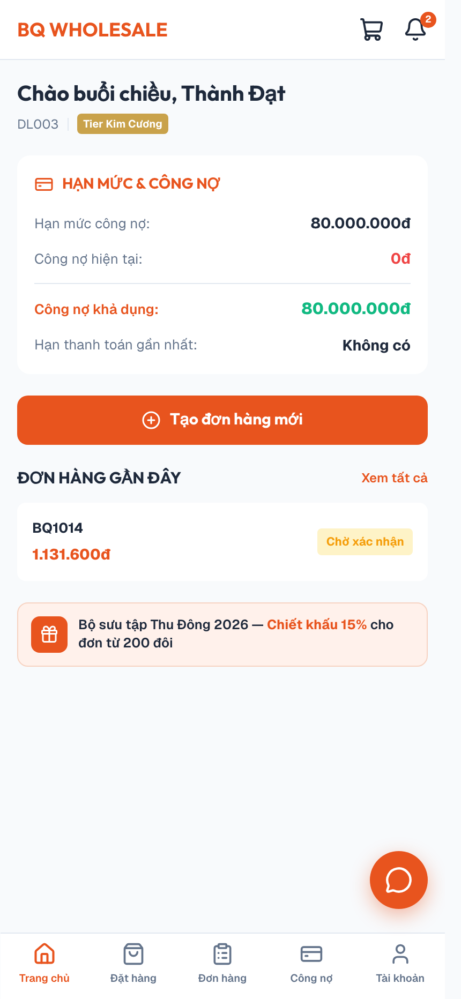 BQ WHOLESALE
2
Chào buổi chiều, Thành Đạt
DL003
Tier Kim Cương
HẠN MỨC & CÔNG NỢ
Hạn mức công nợ:
80.000.000đ
Công nợ hiện tại:
0đ
Công nợ khả dụng:
80.000.000đ
Hạn thanh toán gần nhất:
Không có
Tạo đơn hàng mới
ĐƠN HÀNG GẦN ĐÂY
Xem tất cả
BQ1014
1.131.600đ
Chờ xác nhận
Bộ sưu tập Thu Đông 2026 — Chiết khấu 15% cho
đơn từ 200 đôi
Trang chủ
Đặt hàng
Đơn hàng
Công nợ
Tài khoản